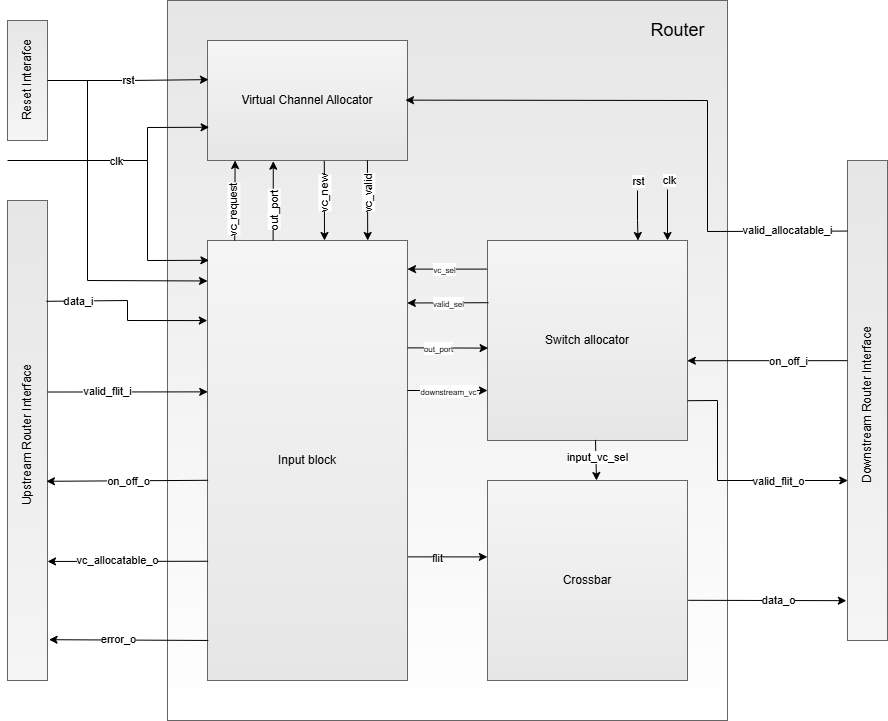 Router
Reset Interafce
rst
Virtual Channel Allocator
clk
vc_request
out_port
vc_new
vc_valid
rst
clk
valid_allocatable_i
vc_sel
data_i
valid_sel
Switch allocator
out_port
on_off_i
valid_flit_i
downstream_vc
Upstream Router Interface
Downstream Router Interface
Input block
input_vc_sel
on_off_o
valid_flit_o
vc_allocatable_o
flit
Crossbar
data_o
error_o